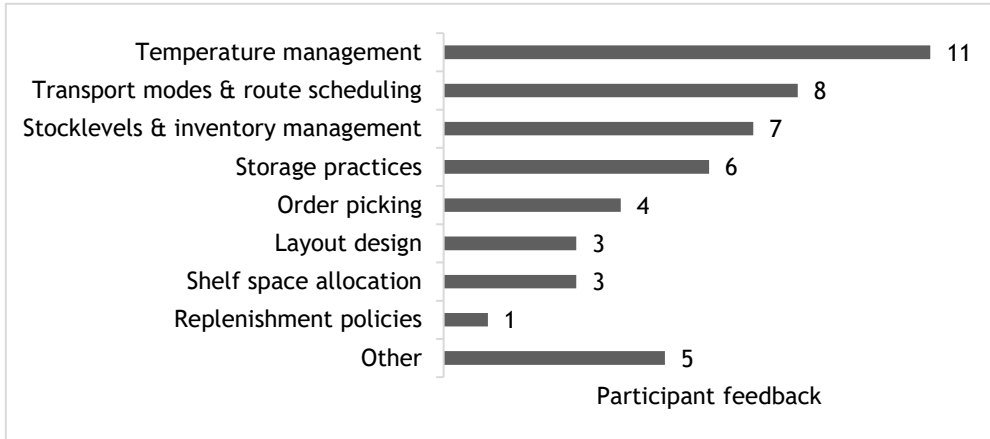 Temperature management 11
Transport modes & route scheduling 8
Stocklevels & inventory management 7
Storage practices 6
Order picking 4
Layout design 3
Shelf space allocation 3
Replenishment policies 1
Other 5
Participant feedback